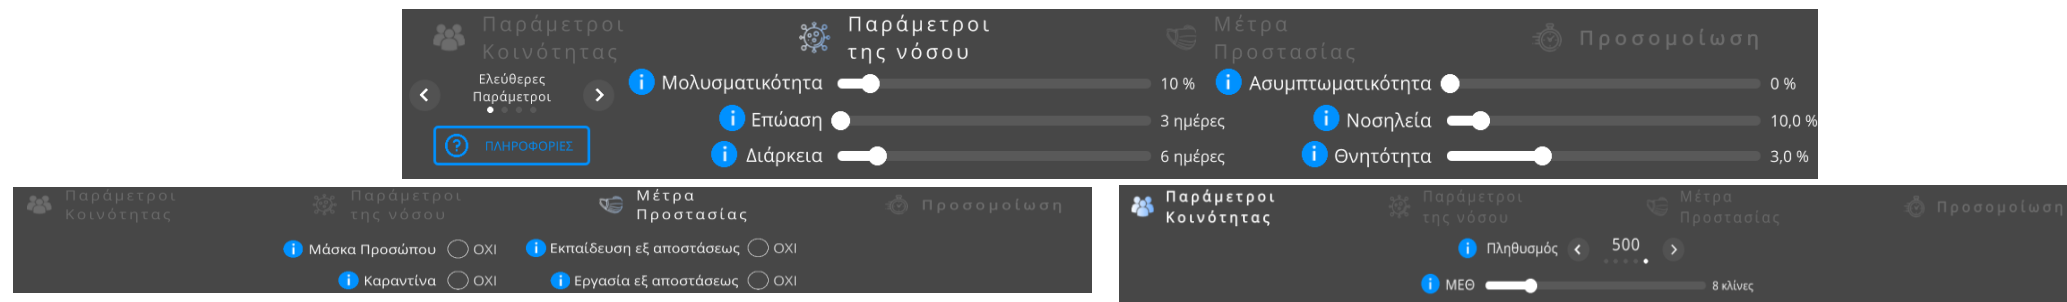 Παράμετροι
Κοινότητας
Παράμετροι
της νόσου
Μέτρα
Προστασίας
Προσομοίωση
Ελεύθερες
Παράμετροι
ΠΛΗΡΟΦΟΡΙΕΣ
Μολυσματικότητα 10 %
Επώαση 3 ημέρες
Διάρκεια 6 ημέρες
Ασυμπτωματικότητα 0 %
Νοσηλεία 10,0 %
Θνητότητα 3,0 %
Παράμετροι
Κοινότητας
Παράμετροι
της νόσου
Μέτρα
Προστασίας
Προσομοίωση
Μάσκα Προσώπου ΟΧΙ
Εκπαίδευση εξ αποστάσεως ΟΧΙ
Καραντίνα ΟΧΙ
Εργασία εξ αποστάσεως ΟΧΙ
Παράμετροι
Κοινότητας
Παράμετροι
της νόσου
Μέτρα
Προστασίας
Προσομοίωση
Πληθυσμός 500
ΜΕΘ 8 κλίνες